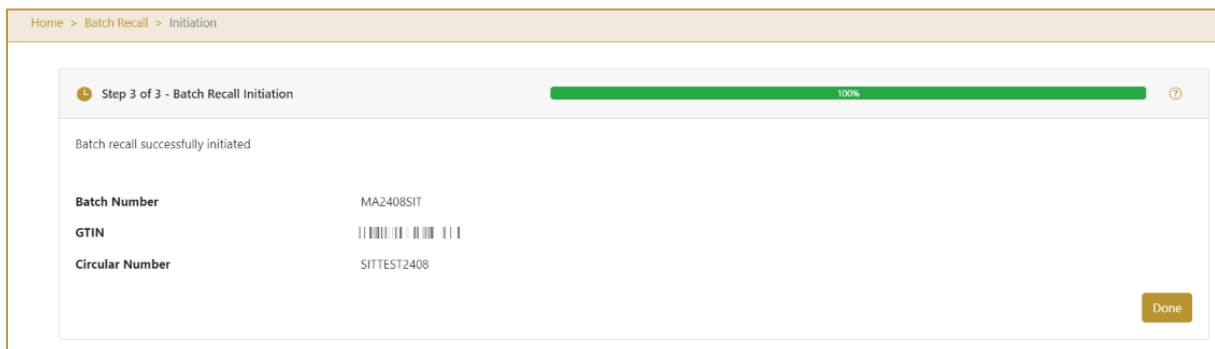 Home > Batch Recall > Initiation
Step 3 of 3 - Batch Recall Initiation 100% ?
Batch recall successfully initiated
Batch Number MA2408SIT
GTIN
Circular Number SITTEST2408
Done